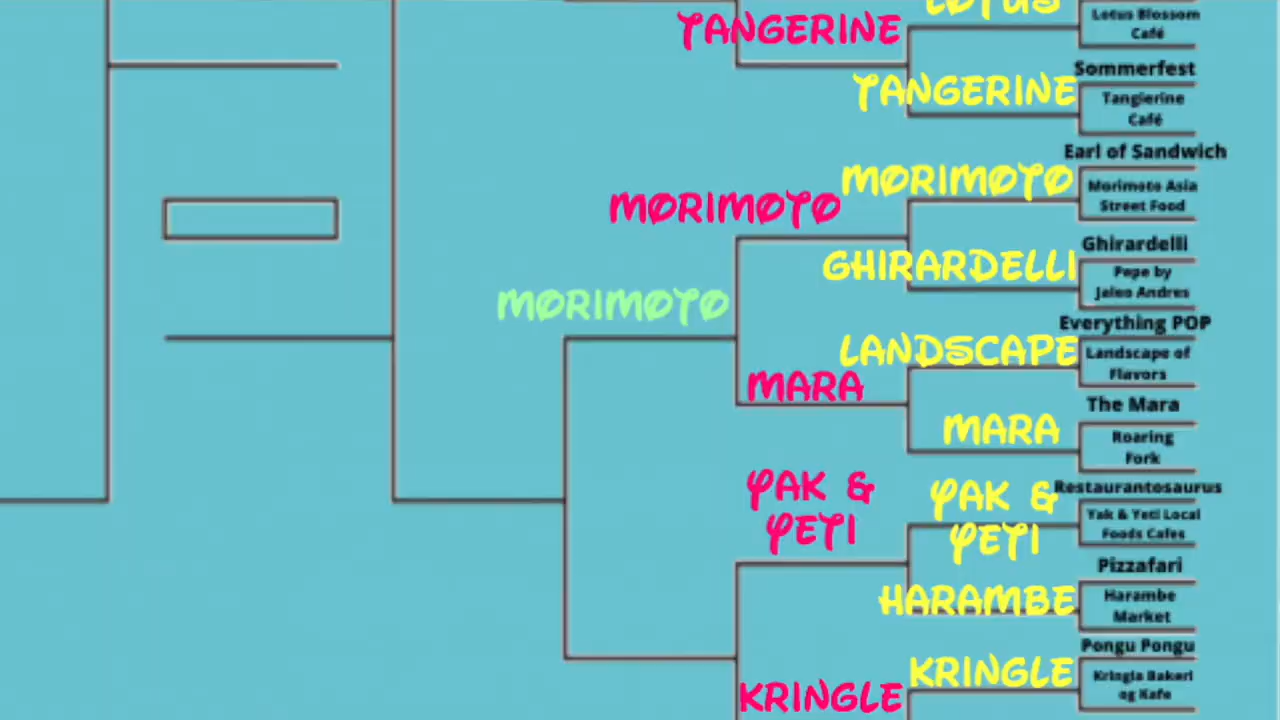 LOTUS
Lotus Blossom
Café
TANGERINE
Sommerfest
TANGERINE
Tangierine
Café
Earl of Sandwich
MORIMOTO
Morimoto Asia
Street Food
MORIMOTO
Ghirardelli
GHIRARDELLI
Pepe by
Jaleo Andres
MORIMOTO
Everything POP
LANDSCAPE
Landscape of
Flavors
MARA
The Mara
MARA
Roaring
Fork
Restaurantosaurus
YAK &
YETI
YAK &
YETI
Yak & Yeti Local
Foods Cafes
Pizzafari
HARAMBE
Harambe
Market
Pongu Pongu
KRINGLE
Kringla Bakeri
og Kafe
KRINGLE